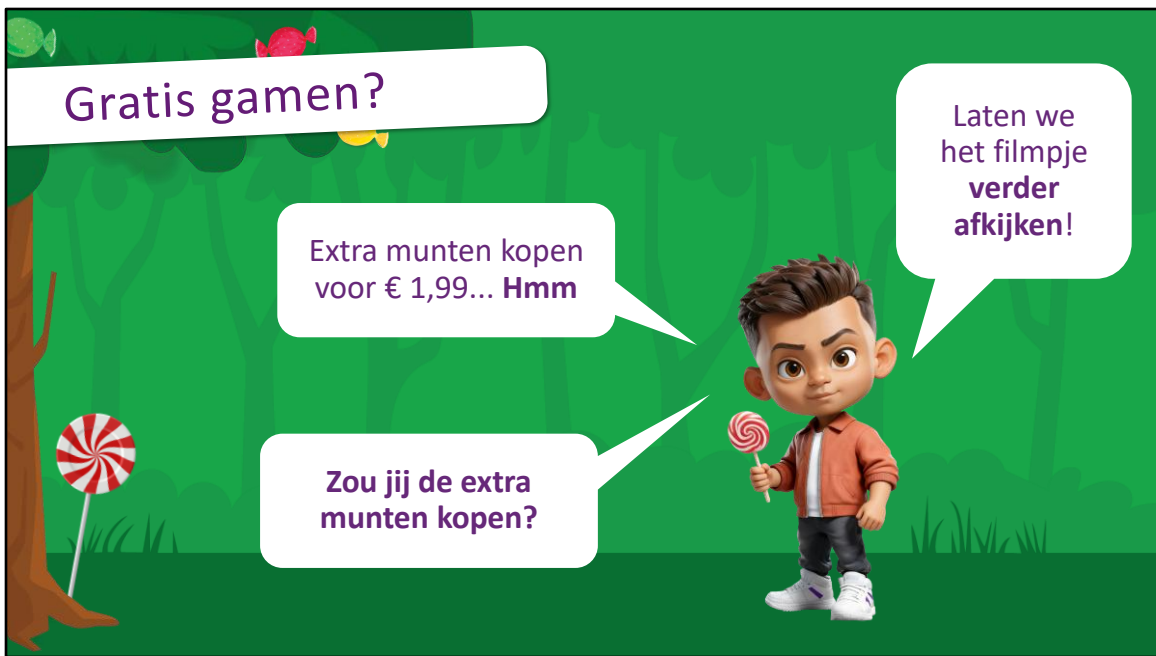 Gratis gamen?
Extra munten kopen
voor € 1,99... Hmm
Zou jij de extra
munten kopen?
Laten we
het filmpje
verder
afkijken!